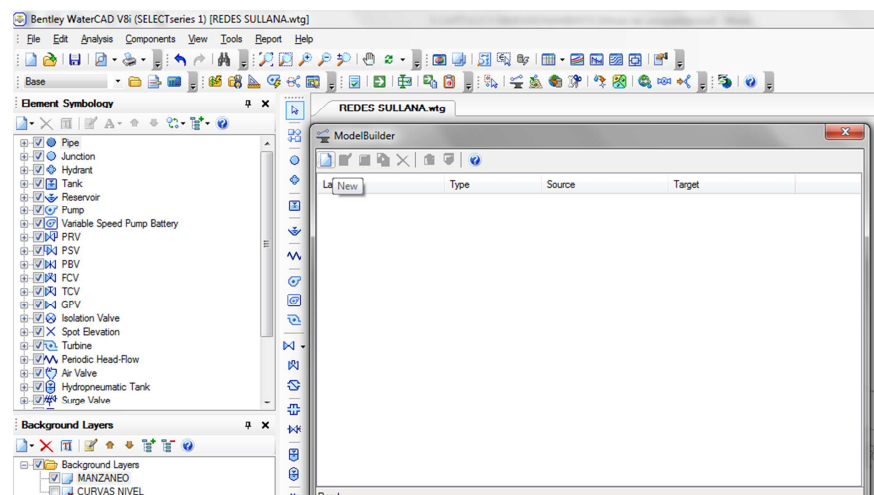 Bentley WaterCAD V8i (SELECTseries 1) [REDES SULLANA.wtg]
File Edit Analysis Components View Tools Report Help
Base
Element Symbology
REDES SULLANA.wtg
ModelBuilder
New
Type Source Target
Pipe
Junction
Hydrant
Tank
Reservoir
Pump
Variable Speed Pump Battery
PRV
PSV
PBV
FCV
TCV
GPV
Isolation Valve
Spot Elevation
Turbine
Periodic Head-Flow
Air Valve
Hydropneumatic Tank
Surge Valve
Background Layers
Background Layers
MANZANEO
CURVAS NIVEL